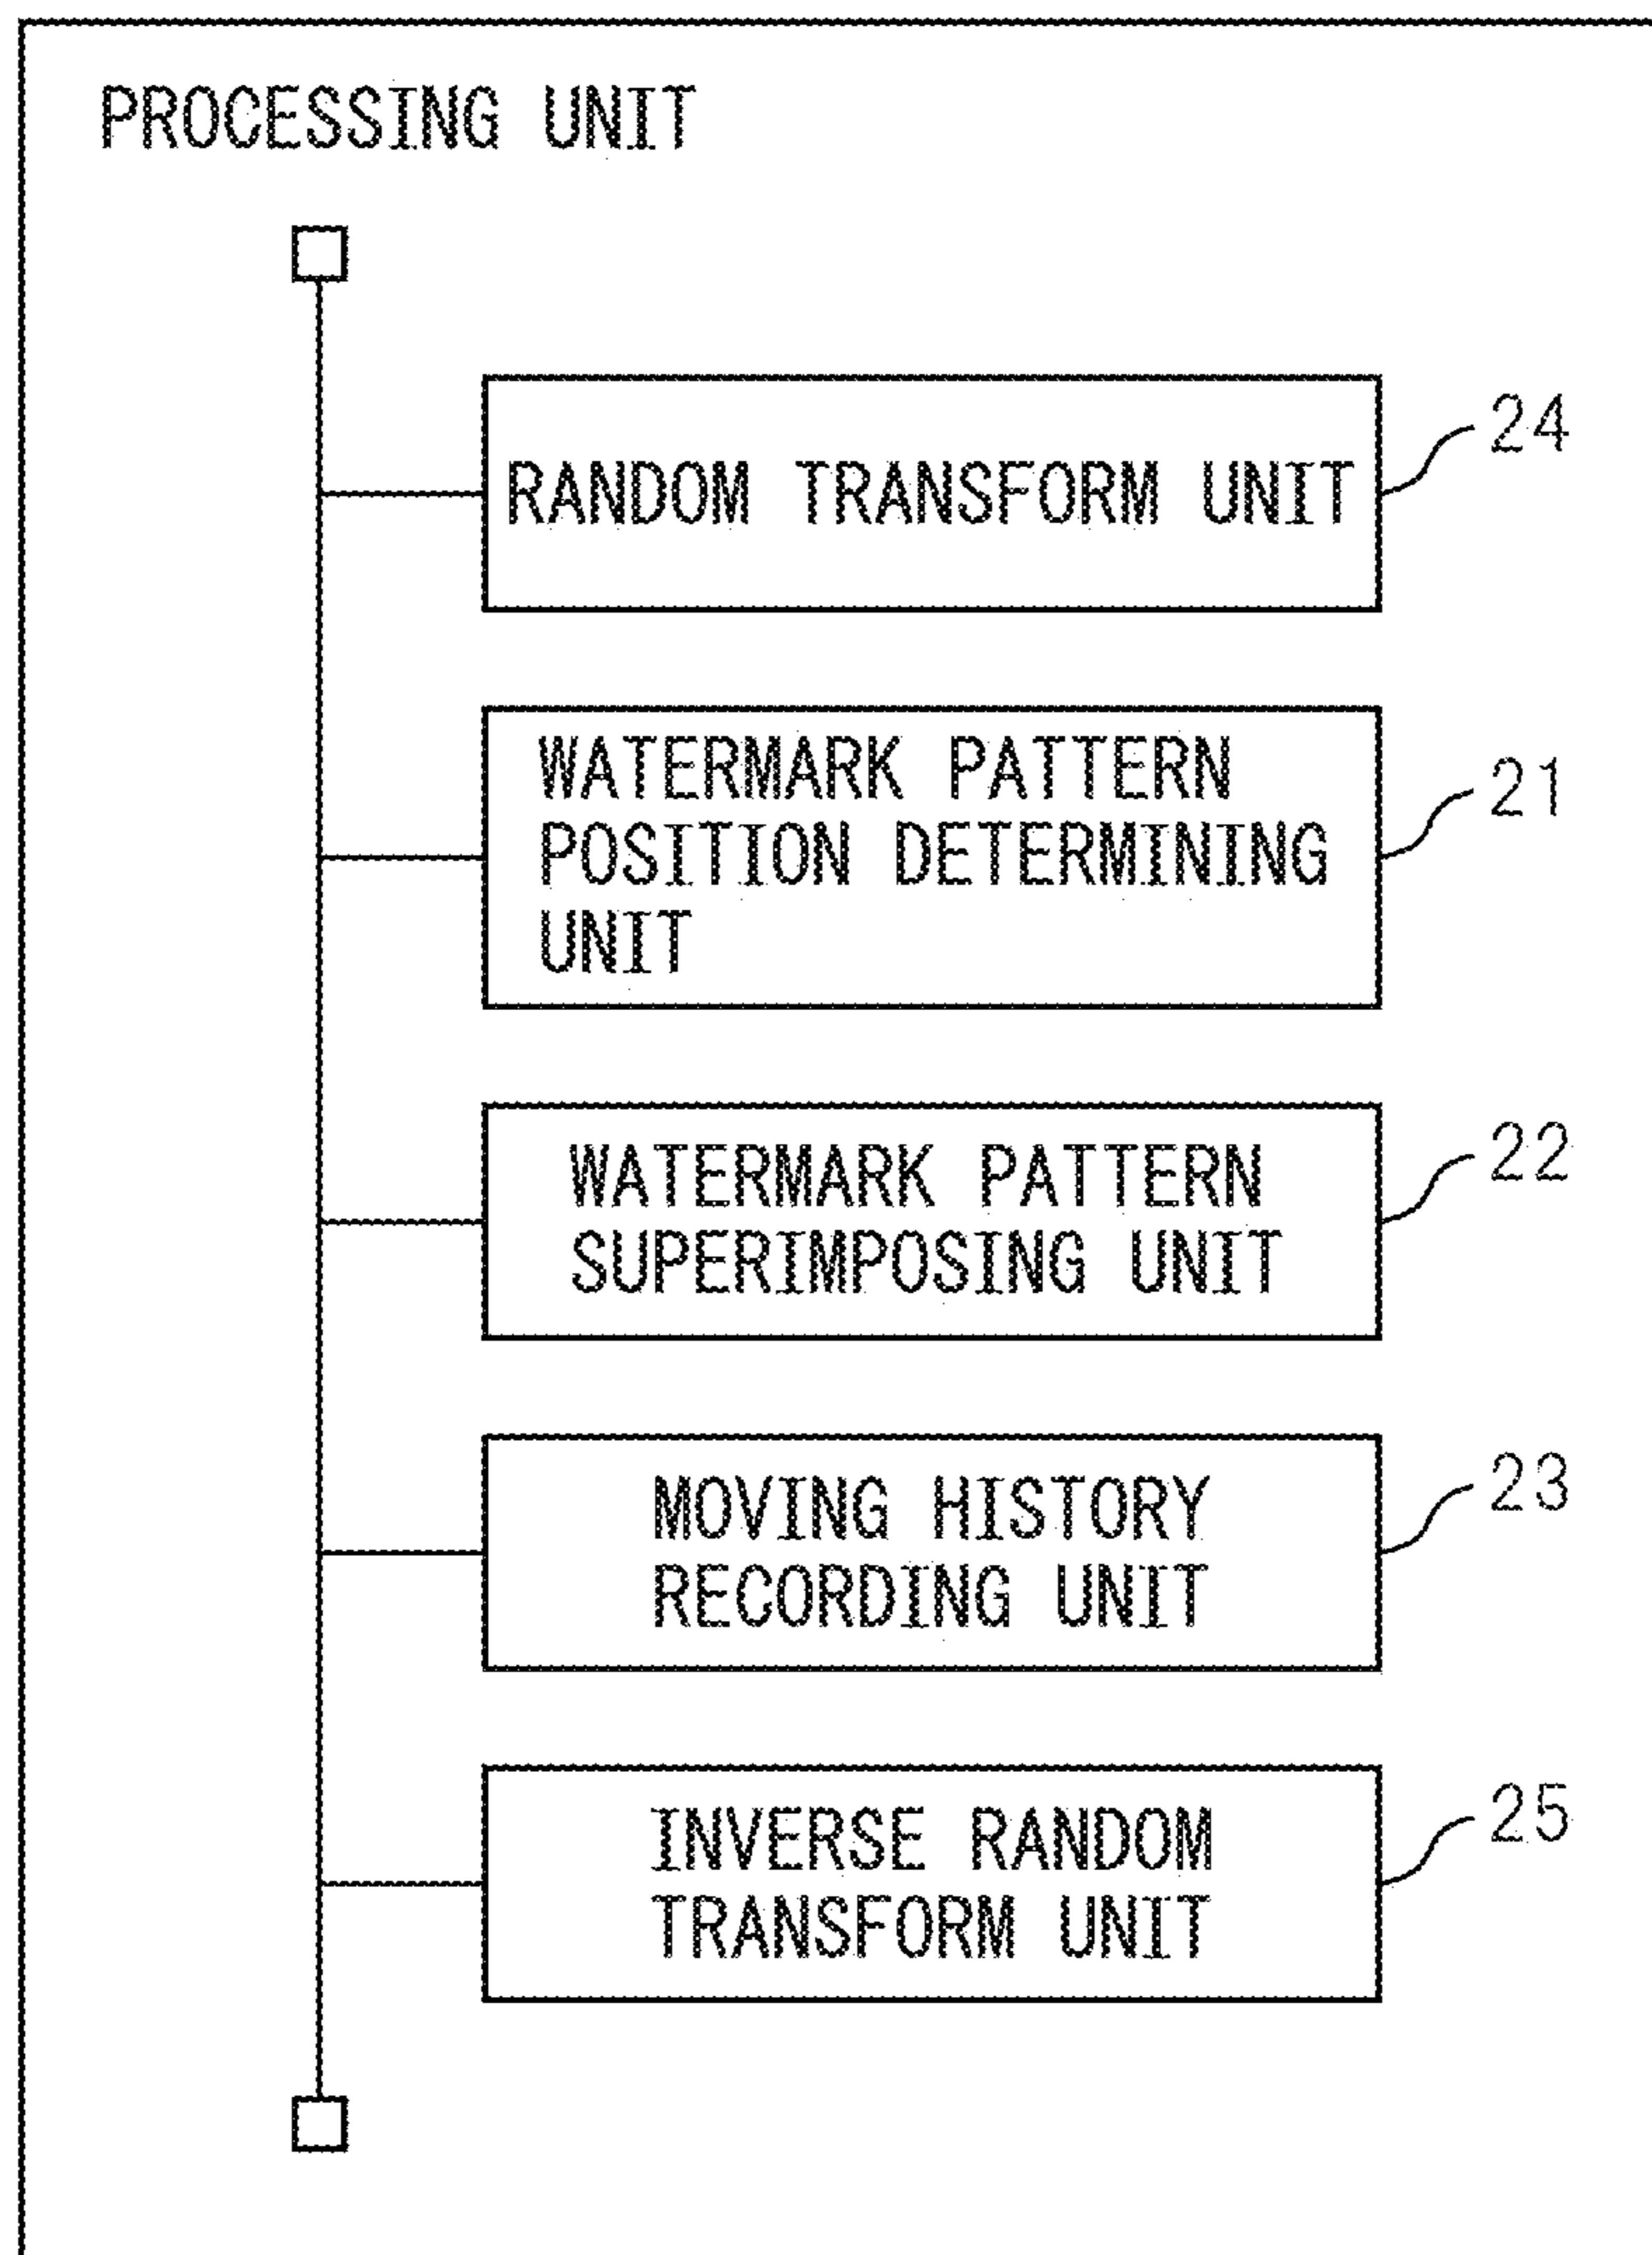 PROCESSING UNIT
RANDOM TRANSFORM UNIT
24
WATERMARK PATTERN
POSITION DETERMINING
UNIT
21
WATERMARK PATTERN
SUPERIMPOSING UNIT
22
MOVING HISTORY
RECORDING UNIT
23
INVERSE RANDOM
TRANSFORM UNIT
25